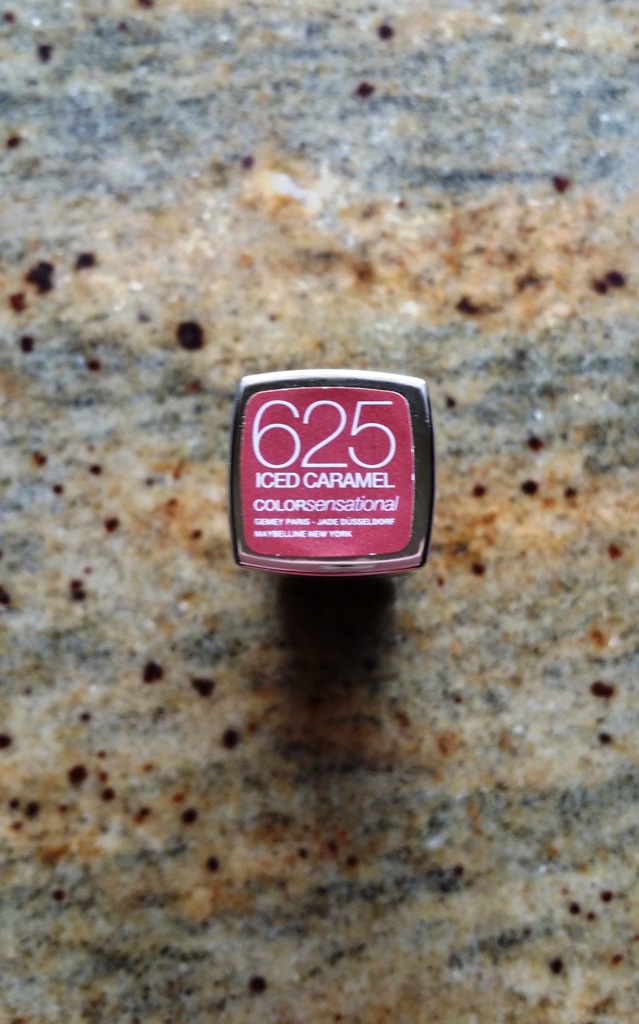 625
ICED CARAMEL
COLORsensational
GEMEY PARIS - JADE DÜSSELDORF
MAYBELLINE NEW YORK